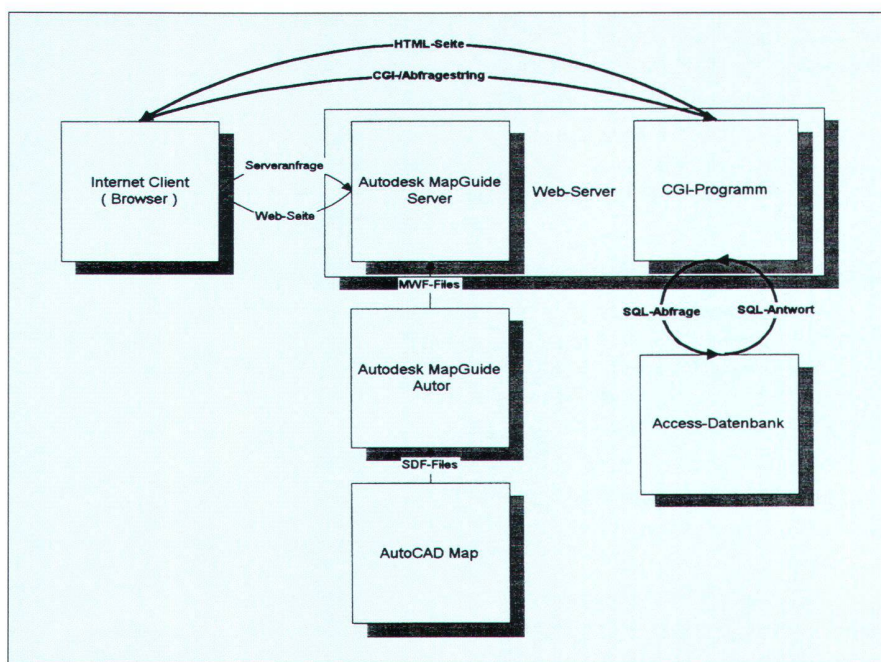 HTML-Seite
CGI-/Abfragestring
Internet Client
( Browser )
Serveranfrage
Web-Seite
Autodesk MapGuide
Server
Web-Server
CGI-Programm
MWF-Files
SQL-Abfrage
SQL-Antwort
Autodesk MapGuide
Autor
Access-Datenbank
SDF-Files
AutoCAD Map